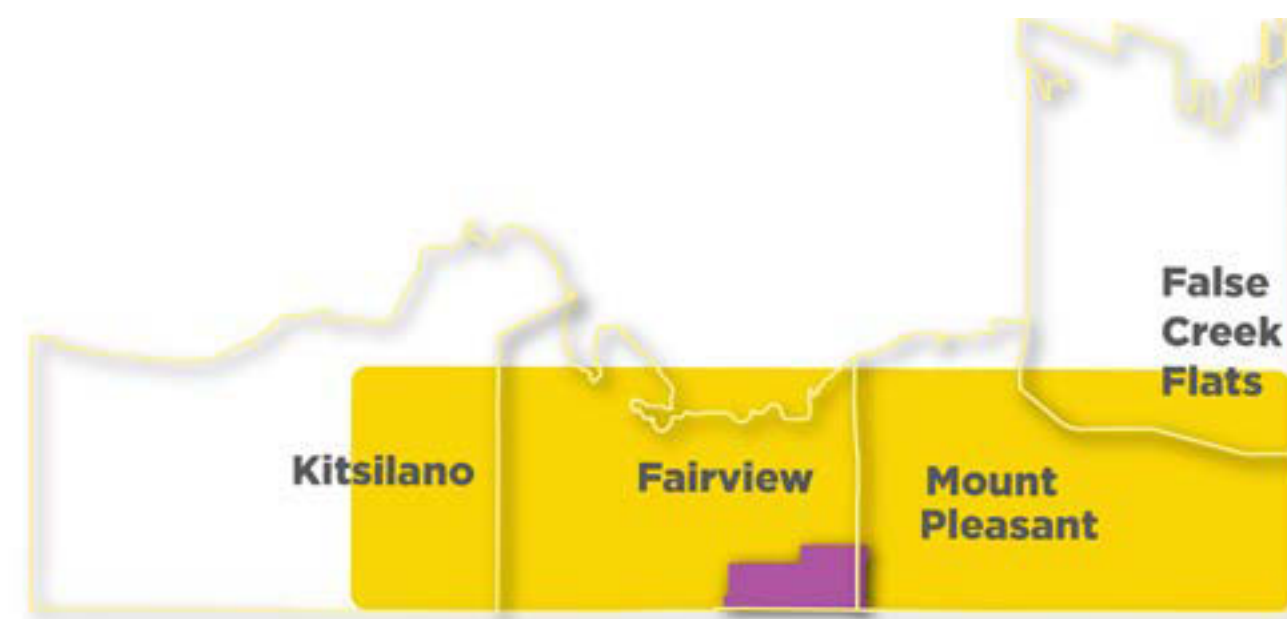 False
Creek
Flats
Kitsilano
Fairview
Mount
Pleasant